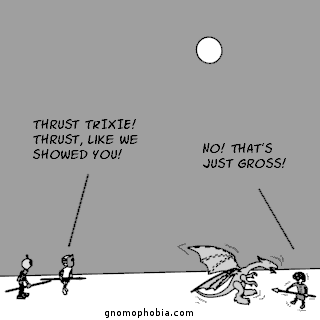 THRUST TRIXIE!
THRUST, LIKE WE
SHOWED YOU!
NO! THAT'S
JUST GROSS!
gnomophobia.com